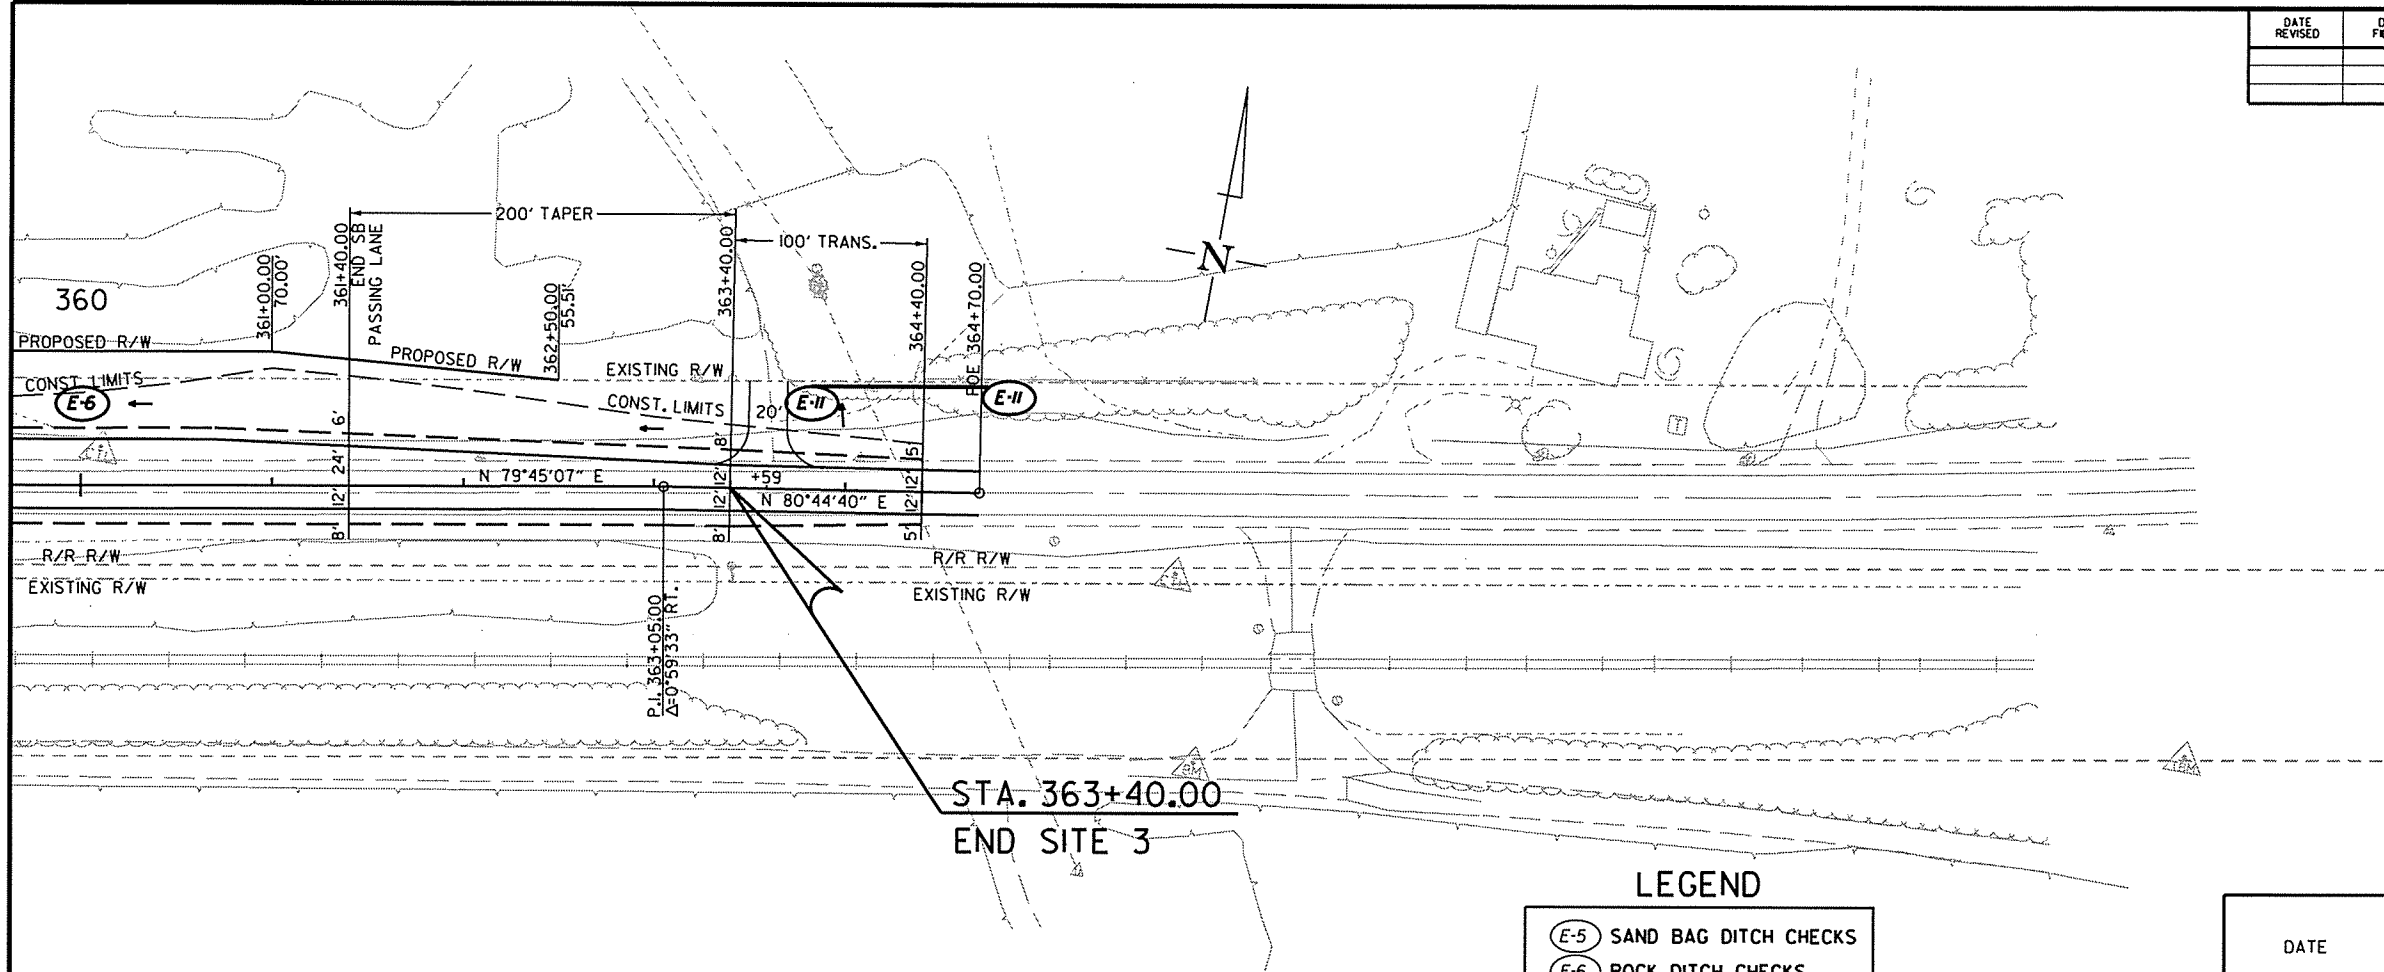 DATE
REVISED
200' TAPER
100' TRANS.
361+00.00
70.00'
361+40.00
END SB
PASSING LANE
362+50.00
55.51'
363+40.00
364+40.00
POE 364+70.00
N
360
PROPOSED R/W
PROPOSED R/W
EXISTING R/W
CONST. LIMITS
CONST. LIMITS
E-6
20'
E-11
E-11
6'
24'
12'
8'
8'
12'
12'
8'
5'
12'
12'
5'
N 79°45'07" E
+59
N 80°44'40" E
R/R R/W
EXISTING R/W
R/R R/W
EXISTING R/W
P.I. 363+05.00
Δ=0°59'33" RT.
STA. 363+40.00
END SITE 3
LEGEND
E-5 SAND BAG DITCH CHECKS
E-6 ROCK DITCH CHECKS
DATE